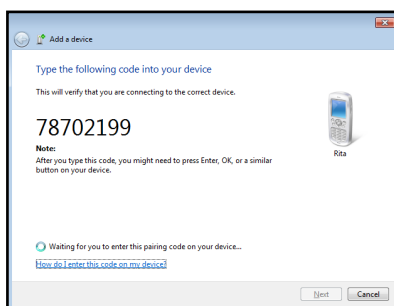 Add a device
Type the following code into your device
This will verify that you are connecting to the correct device.
78702199
Note:
After you type this code, you might need to press Enter, OK, or a similar
button on your device.
Rita
Waiting for you to enter this pairing code on your device...
How do I enter this code on my device?
Next Cancel